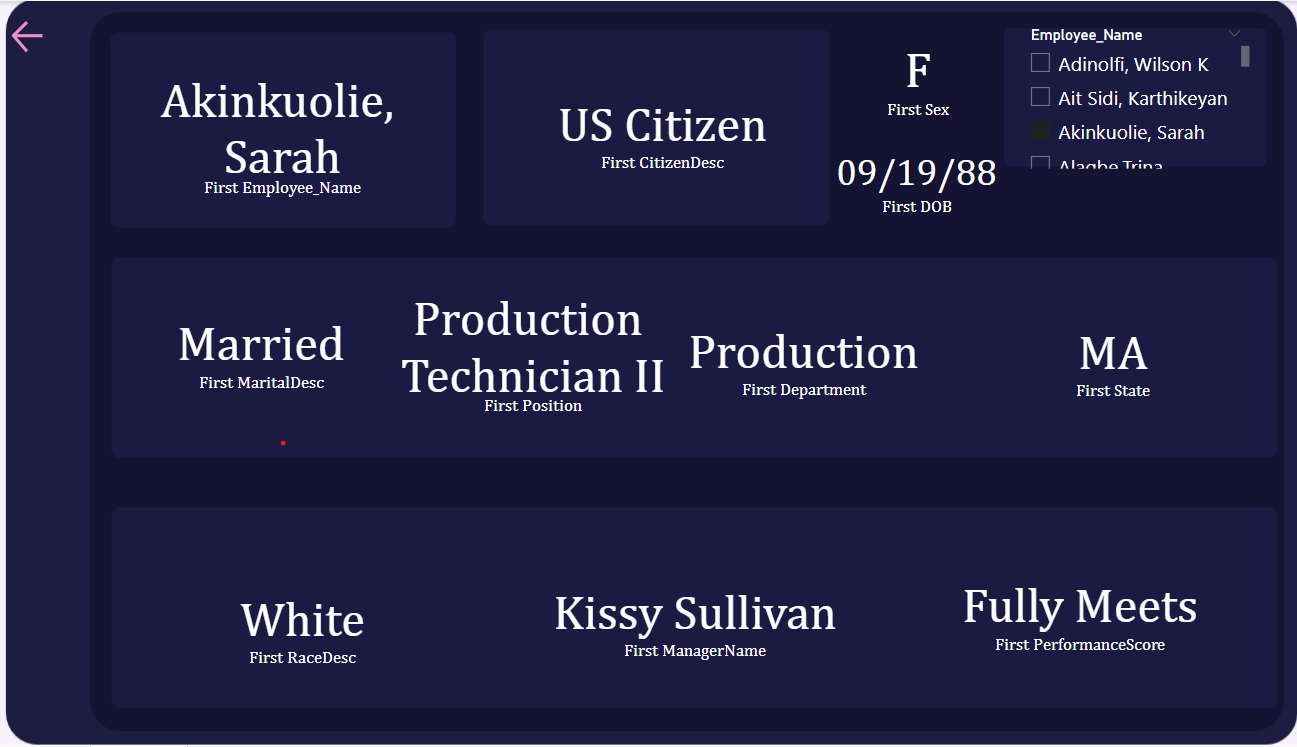 Akinkuolie,
Sarah
First Employee_Name
US Citizen
First CitizenDesc
F
First Sex
09/19/88
First DOB
Employee_Name
Adinolfi, Wilson K
Ait Sidi, Karthikeyan
Akinkuolie, Sarah
Alagbe,Trina
Married
First MaritalDesc
Production
Technician II
First Position
Production
First Department
MA
First State
White
First RaceDesc
Kissy Sullivan
First ManagerName
Fully Meets
First PerformanceScore